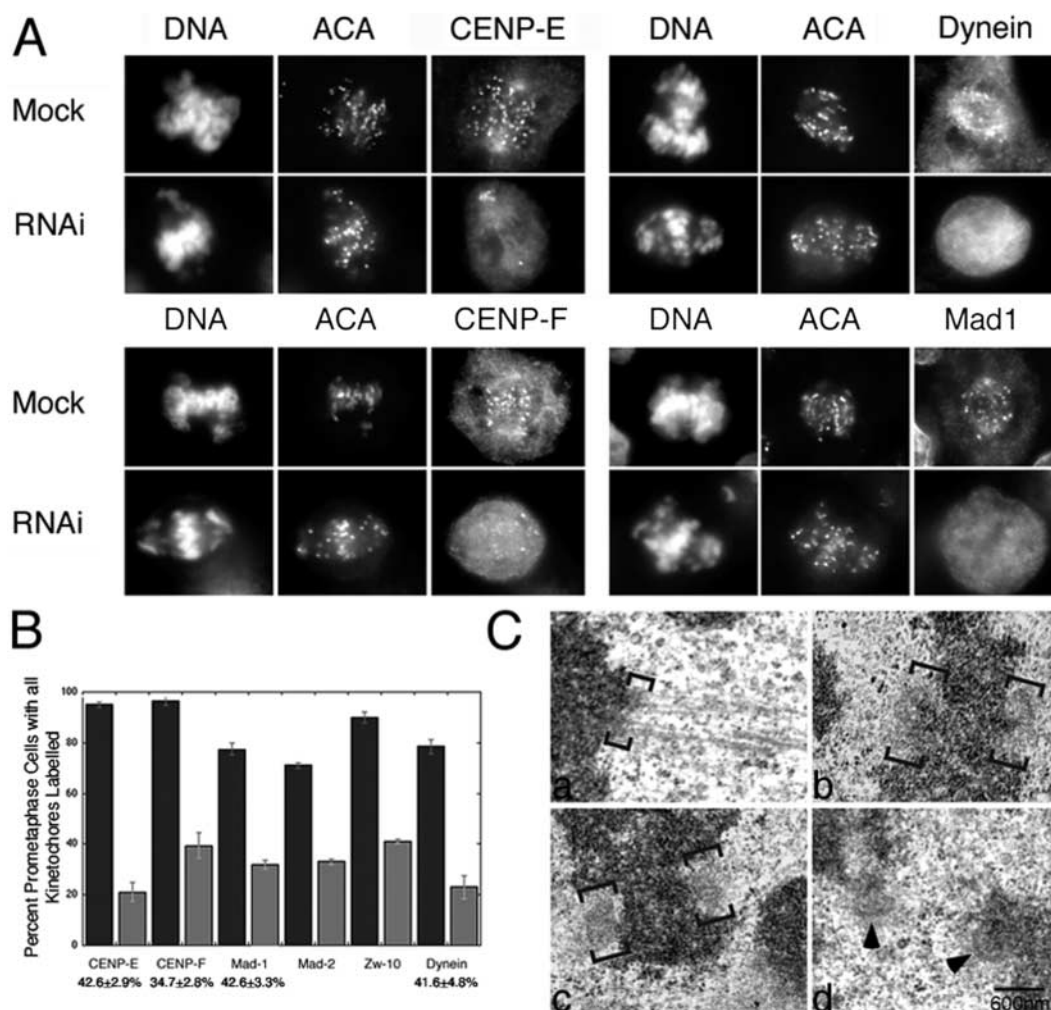 A
DNA ACA CENP-E DNA ACA Dynein
Mock
RNAi
DNA ACA CENP-F DNA ACA Mad1
Mock
RNAi
B
Percent Prometaphase Cells with all
Kinetochores Labelled
100
80
60
40
20
0
CENP-E CENP-F Mad-1 Mad-2 Zw-10 Dynein
42.6±2.9% 34.7±2.8% 42.6±3.3% 41.6±4.8%
C
a
b
c
d
600nm